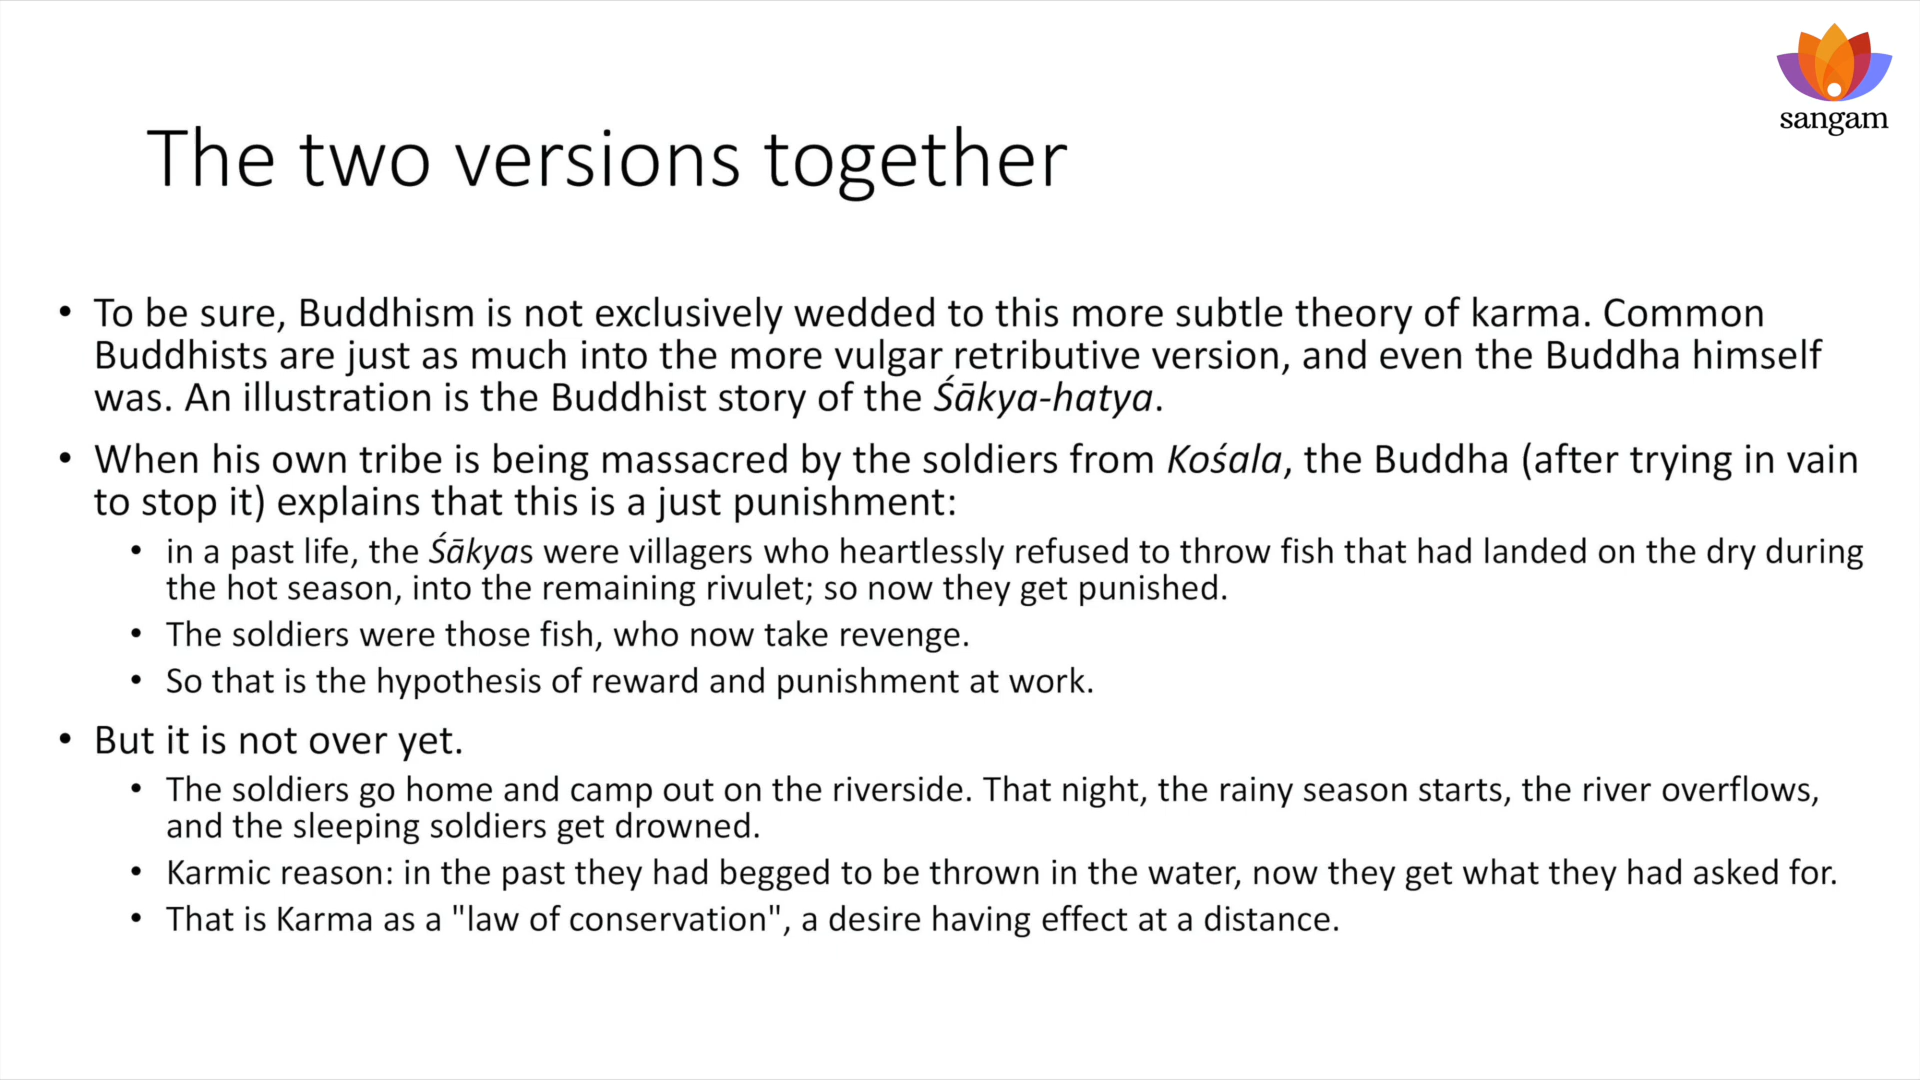 sangam
The two versions together
• To be sure, Buddhism is not exclusively wedded to this more subtle theory of karma. Common
Buddhists are just as much into the more vulgar retributive version, and even the Buddha himself
was. An illustration is the Buddhist story of the Śākya-hatya.
• When his own tribe is being massacred by the soldiers from Kośala, the Buddha (after trying in vain
to stop it) explains that this is a just punishment:
• in a past life, the Śākyas were villagers who heartlessly refused to throw fish that had landed on the dry during
the hot season, into the remaining rivulet; so now they get punished.
• The soldiers were those fish, who now take revenge.
• So that is the hypothesis of reward and punishment at work.
• But it is not over yet.
• The soldiers go home and camp out on the riverside. That night, the rainy season starts, the river overflows,
and the sleeping soldiers get drowned.
• Karmic reason: in the past they had begged to be thrown in the water, now they get what they had asked for.
• That is Karma as a "law of conservation", a desire having effect at a distance.